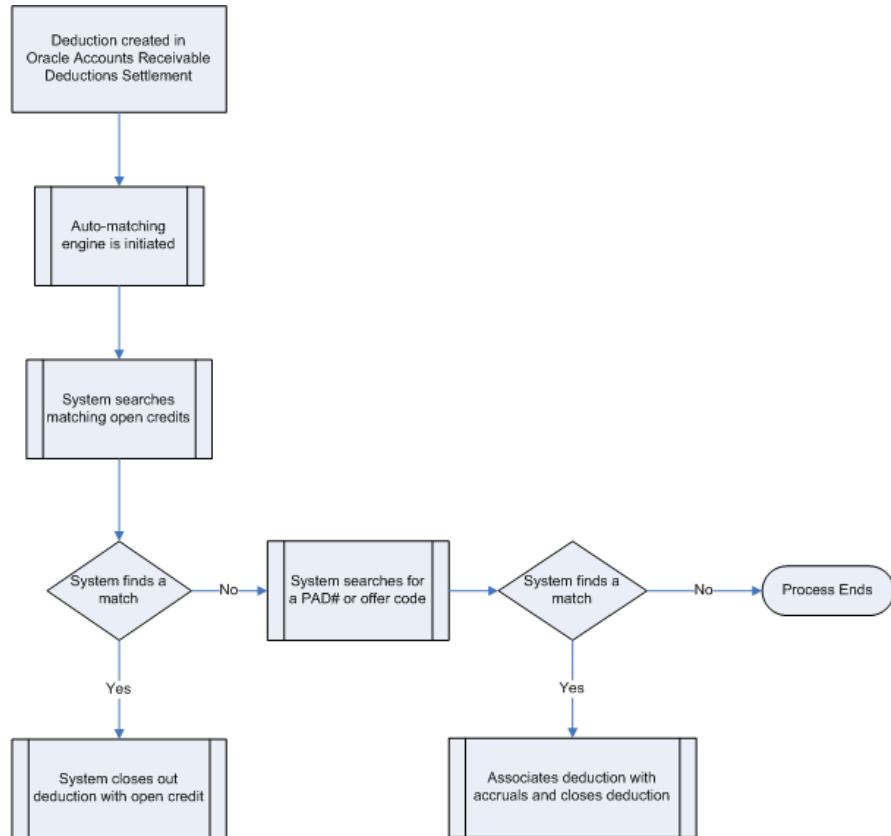 Deduction created in
Oracle Accounts Receivable
Deductions Settlement
Auto-matching
engine is initiated
System searches
matching open credits
System finds a
match
No
System searches for
a PAD# or offer code
System finds a
match
No
Process Ends
Yes
Yes
System closes out
deduction with open credit
Associates deduction with
accruals and closes deduction